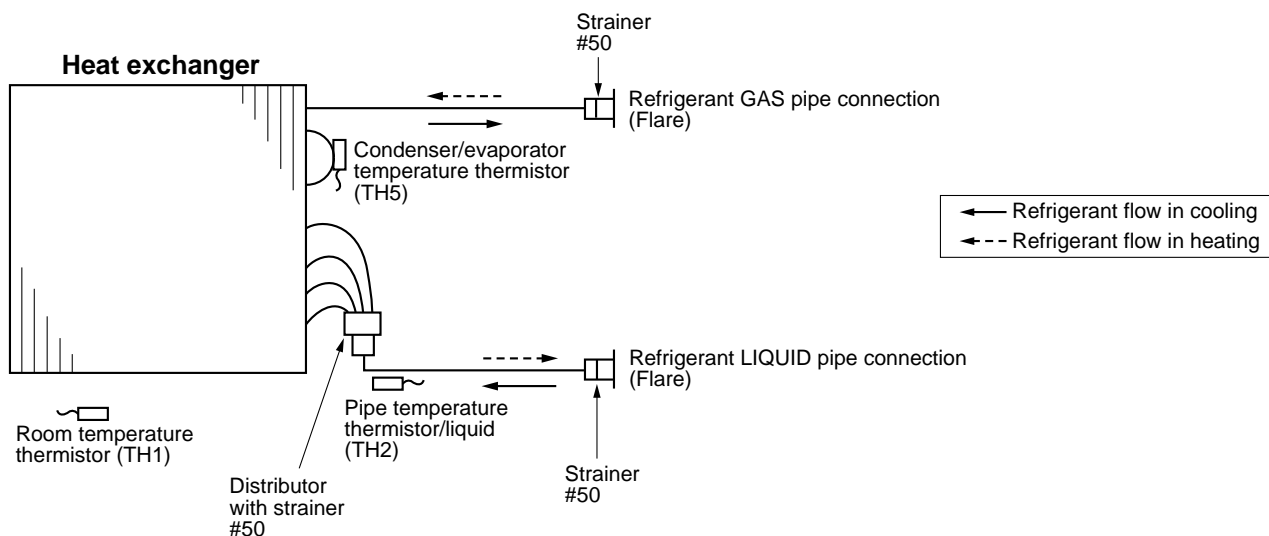 Strainer
#50
Heat exchanger
Refrigerant GAS pipe connection
(Flare)
Condenser/evaporator
temperature thermistor
(TH5)
Refrigerant flow in cooling
Refrigerant flow in heating
Refrigerant LIQUID pipe connection
(Flare)
Pipe temperature
thermistor/liquid
(TH2)
Room temperature
thermistor (TH1)
Strainer
#50
Distributor
with strainer
#50